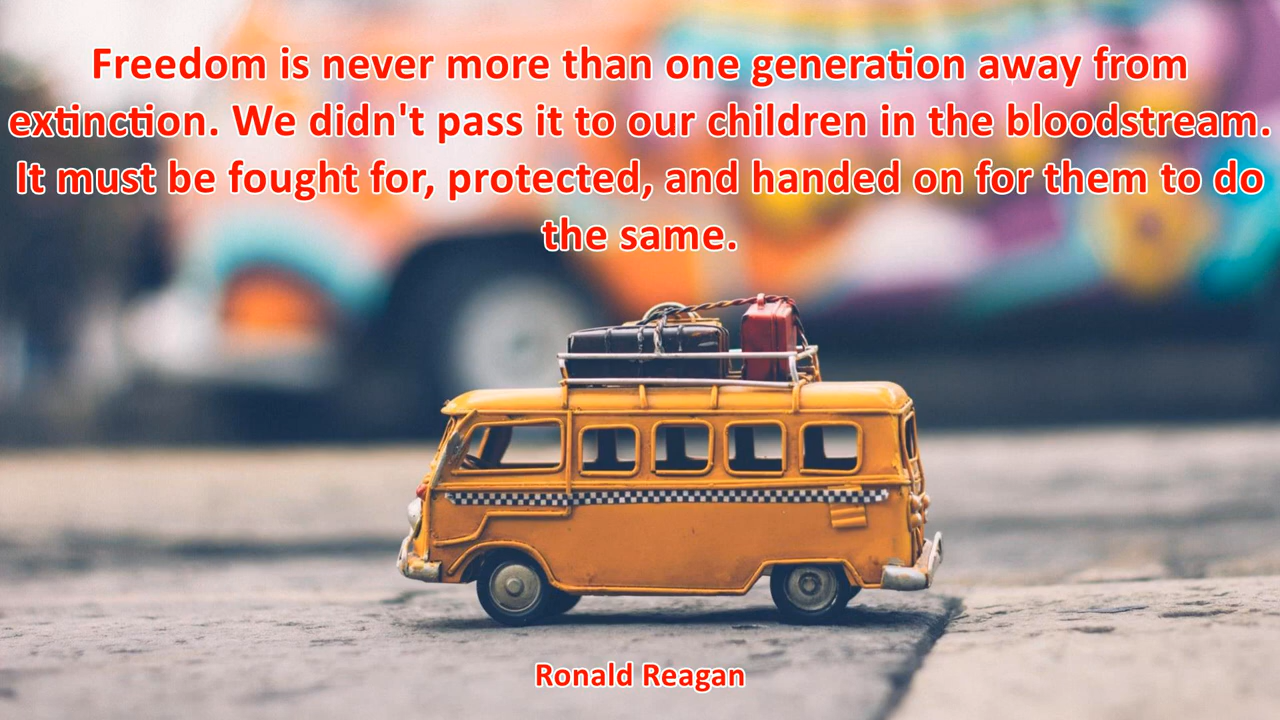 Freedom is never more than one generation away from
extinction. We didn't pass it to our children in the bloodstream.
It must be fought for, protected, and handed on for them to do
the same.
Ronald Reagan